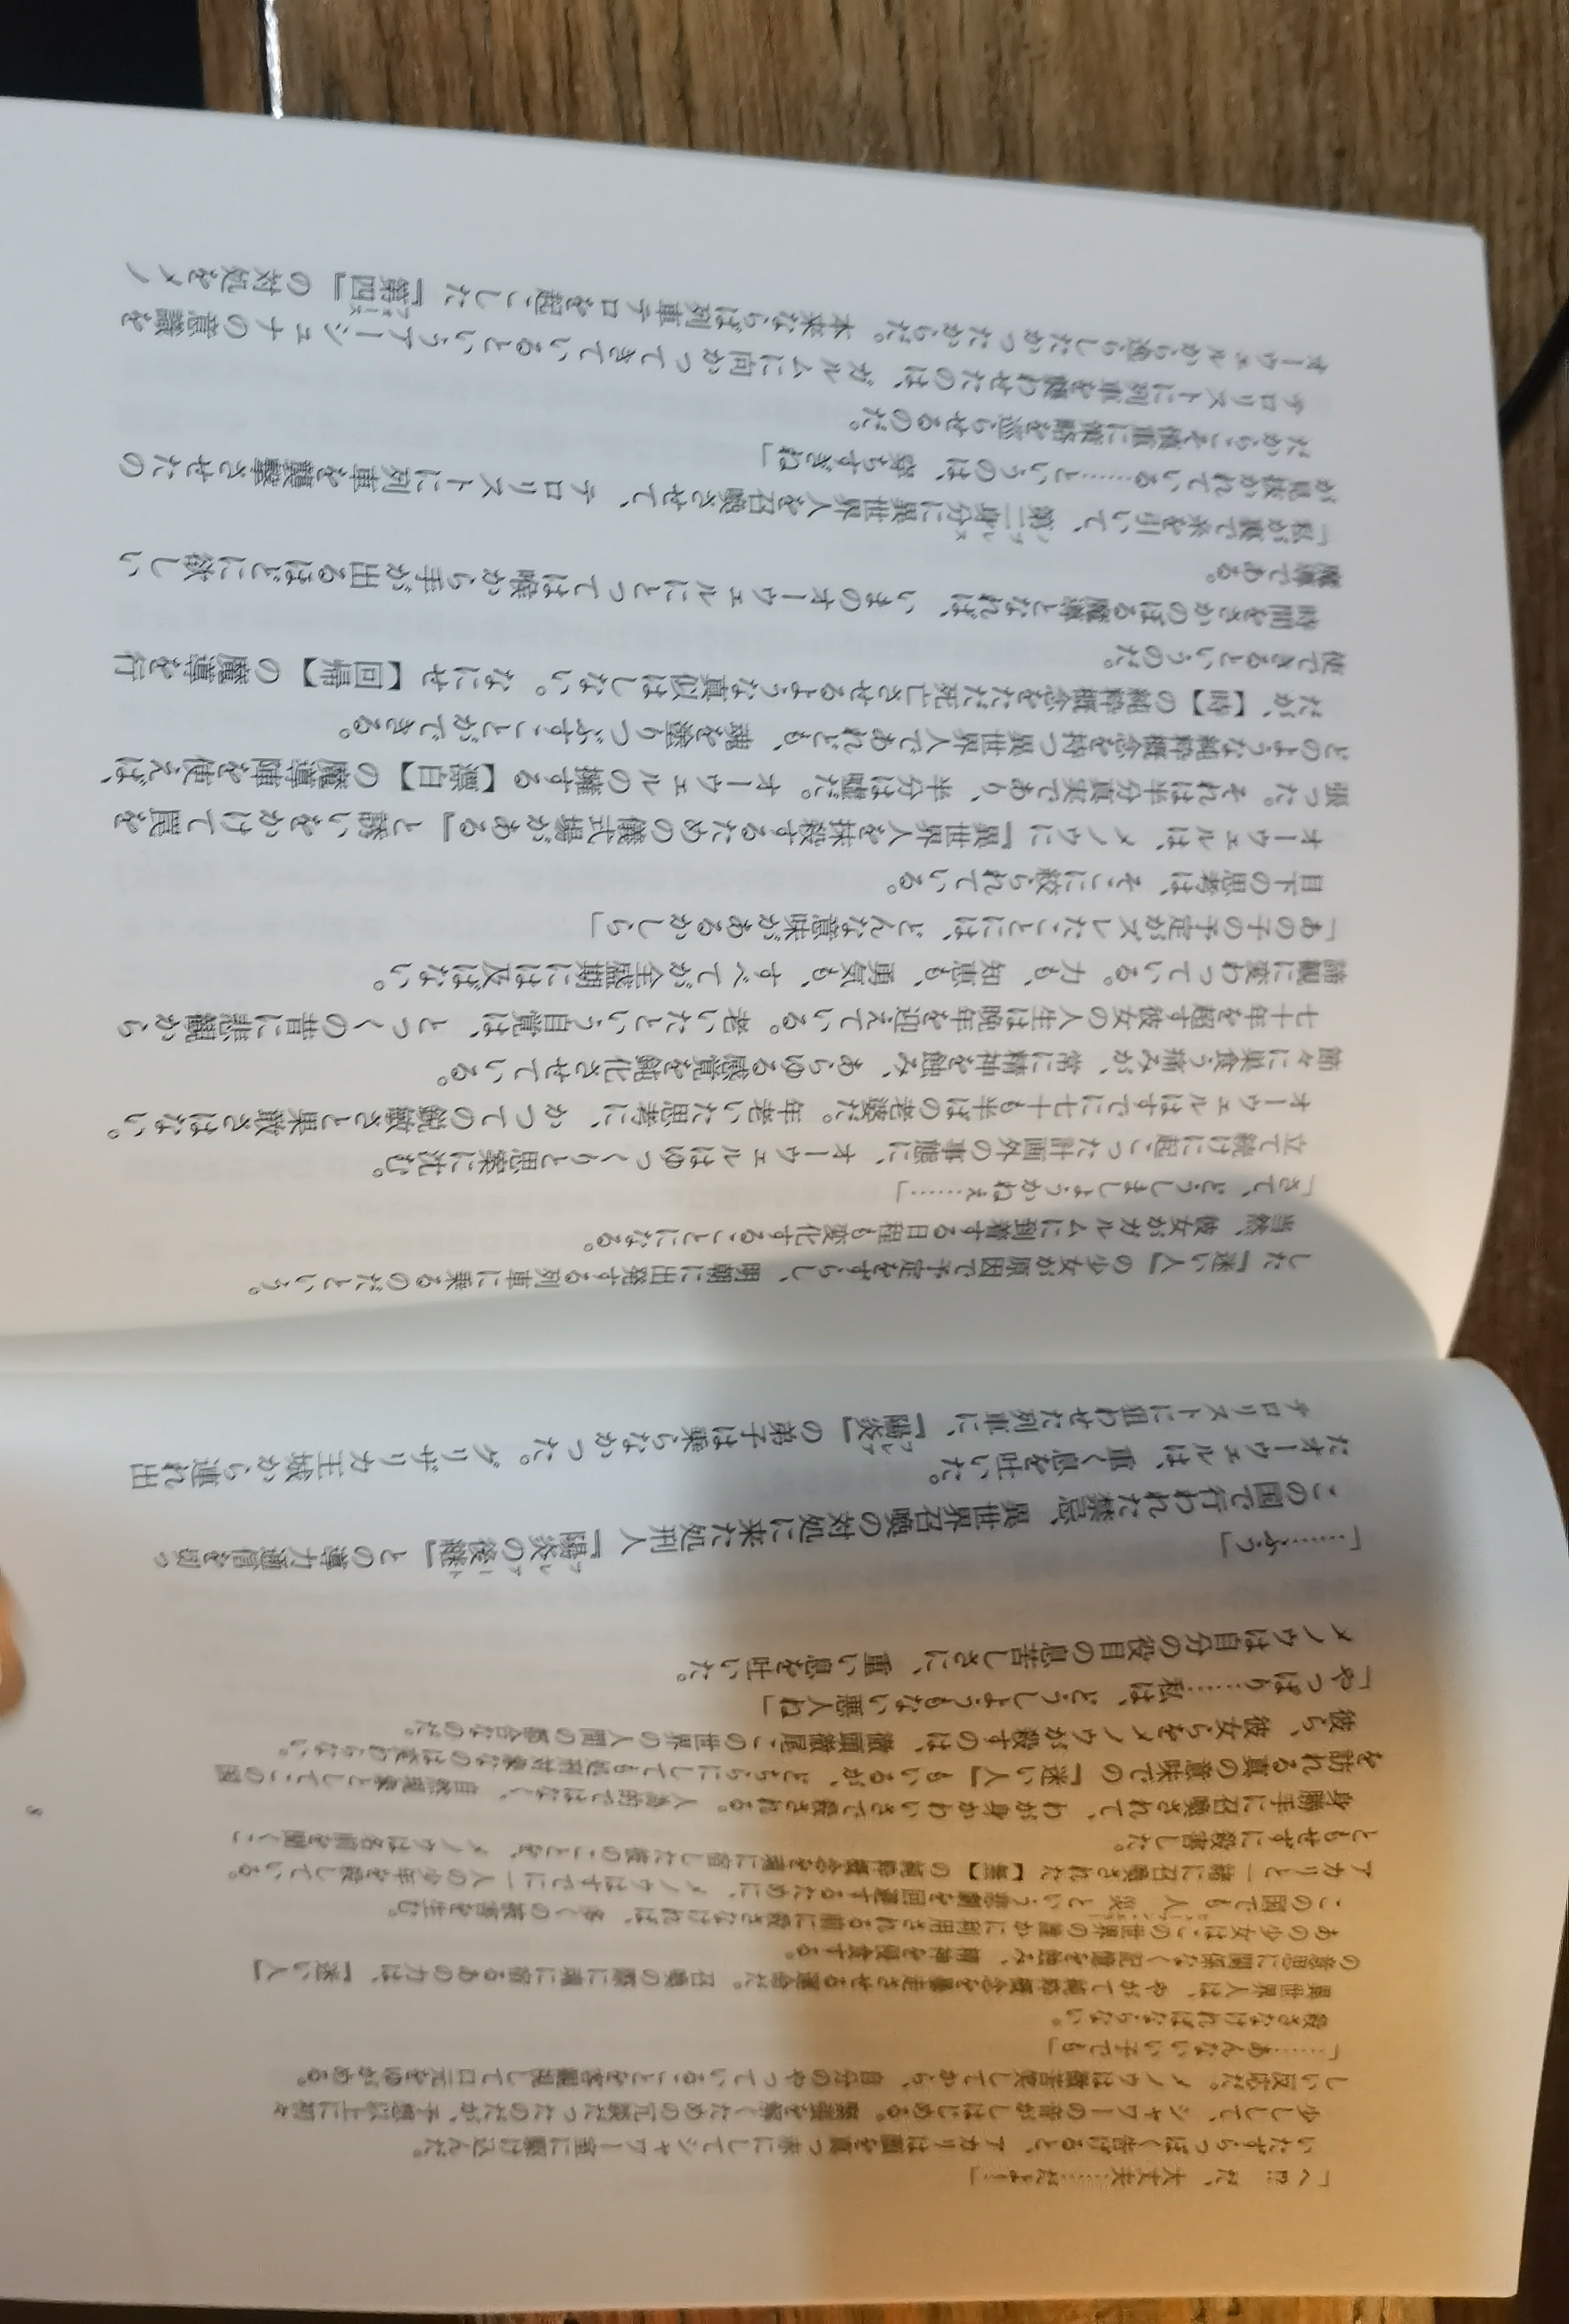 「へ!?　だ、大丈夫……だよ!」
いたずらっぽく告げると、アカリは顔を真っ赤にしてシャワー室に駆け込んだ。
少しして、シャワーの音がしはじめる。緊張を解くための冗談だったのだが、予想以上に初々
しい反応だ。メノウは微苦笑してから、自分のやっていることを客観視して口元をゆがめる。
「……あんないい子でも」
殺さなければならない。
異世界人は、やがて純粋概念を暴走させる運命だ。召喚の際に魂に宿るあの力は、『迷い人』
の意思に関係なく記憶を蝕み、精神を侵食する。
あの少女はこの世界の誰かに利用される前に殺さなければ、多くの被害を生む。
この国でも人災という悲劇を回避するために、メノウはすでに一人の少年を殺している。
アカリと一緒に召喚された【無】の純粋概念を魂に宿した彼のことを、メノウは名前を聞くこ
ともせずに殺害した。
身勝手に召喚されて、わが身かわいさで殺される。人為的ではなく、自然現象としてこの国
を訪れる真の意味での『迷い人』もいるが、どちらにしても処刑対象なのは変わらない。
彼ら、彼女らをメノウが殺すのは、徹頭徹尾この世界の人間の都合なのだ。
「やっぱり……私は、どうしようもない悪人ね」
メノウは自分の役目の息苦しさに、重い息を吐いた。
「……ふう」
この国で行われた禁忌、異世界召喚の対処に来た処刑人『陽炎の後継』との導力通信を切っ
たオーウェルは、重く息を吐いた。
テロリストに狙わせた列車に、『陽炎』の弟子は乗らなかった。グリザリカ王城から連れ出
8
した『迷い人』の少女が原因で予定をずらし、明朝に出発する列車に乗るのだという。
当然、彼女がガルムに到着する日程も変化することになる。
「さて、どうしましょうかねぇ……」
立て続けに起こった計画外の事態に、オーウェルはゆっくりと思案に沈む。
オーウェルはすでに七十も半ばの老婆だ。年老いた思考に、かつての鋭敏さと果敢さはない。
節々に巣食う痛みが、常に精神を蝕み、あらゆる感覚を鈍化させている。
七十年を超す彼女の人生は晩年を迎えている。老いたという自覚は、とっくの昔に悲観から
諦観に変わっている。力も、知恵も、勇気も、すべてが全盛期には及ばない。
「あの子の予定がズレたことには、どんな意味があるかしら」
目下の思考は、そこに絞られている。
オーウェルは、メノウに『異世界人を抹殺するための儀式場がある』と誘いをかけて罠を
張った。それは半分真実であり、半分は嘘だ。オーウェルの擁する【漂白】の魔導陣を使えば、
どのような純粋概念を持つ異世界人であれども、魂を塗りつぶすことができる。
だが、【時】の純粋概念をただ死亡させるような真似はしない。なにせ【回帰】の魔導を行
使できるというのだ。
時間をさかのぼる魔導となれば、いまのオーウェルにとっては喉から手が出るほどに欲しい
魔導である。
「私が裏で糸を引いて、第二身分に異世界人を召喚させて、テロリストに列車を襲撃させたの
が見抜かれている……というのは、穿ちすぎね」
だからこそ慎重に策略を巡らせるのだ。
テロリストに列車を襲わせたのは、ガルムに向かってきているというアーシュナの意識を
オーウェルから逸らしたかったからだ。本来ならば列車テロを起こした『第四』の対処をメノ